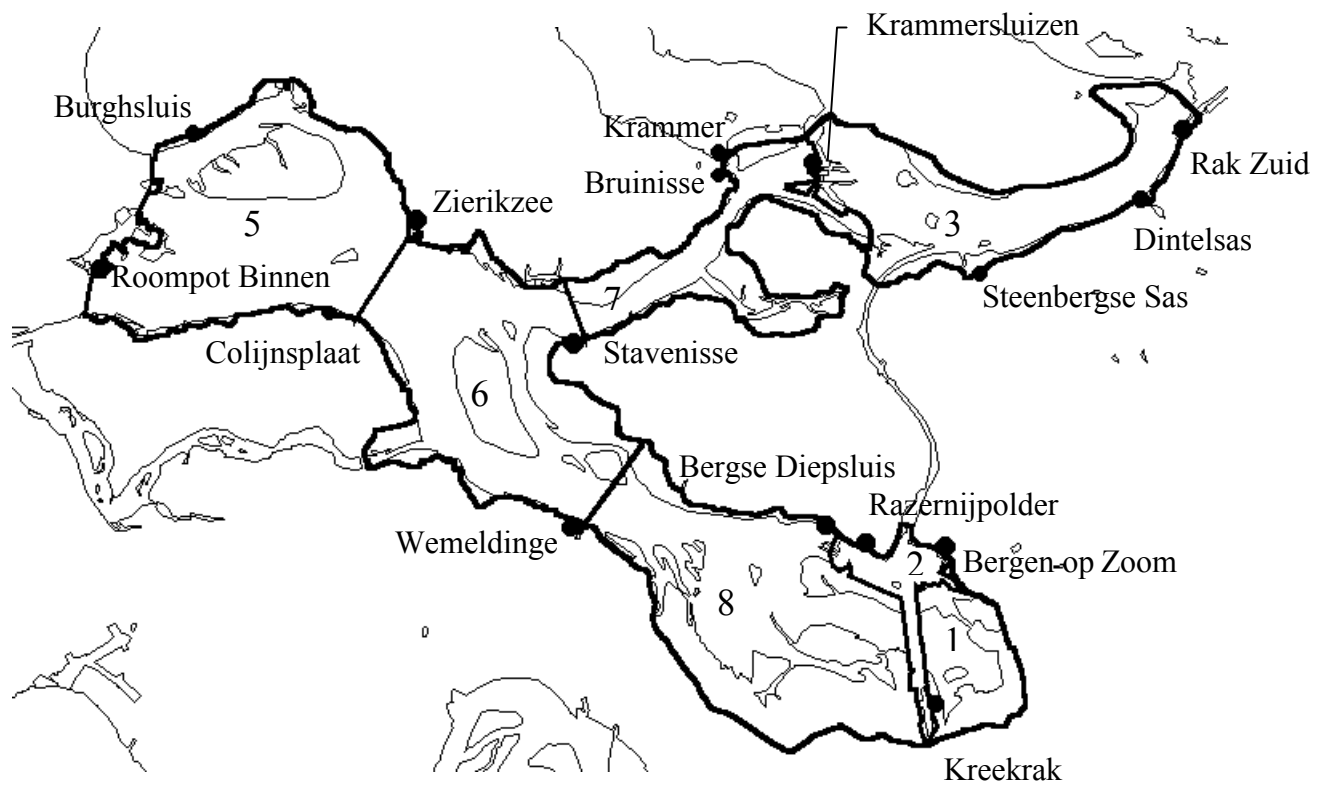 Krammersluizen
Burghsluis
Krammer
Bruinisse
Rak Zuid
Zierikzee
5
3
Dintelsas
Roompot Binnen
7
Steenbergse Sas
Colijnsplaat
Stavenisse
6
Bergse Diepsluis
Razernijpolder
Wemeldinge
2
Bergen op Zoom
8
1
Kreekrak